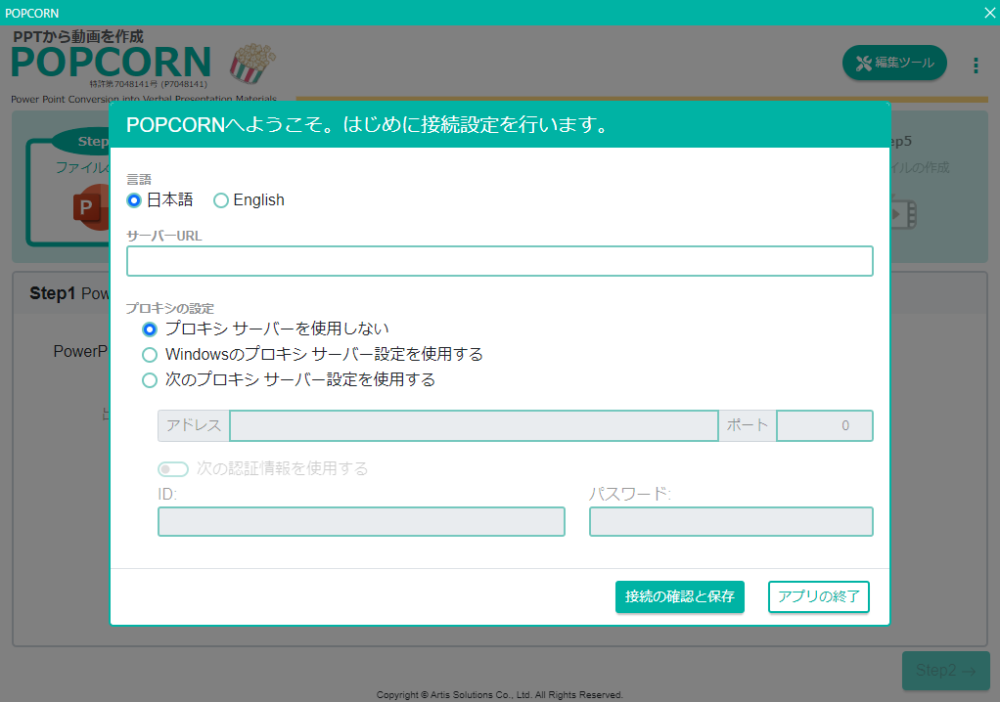 POPCORN
PPTから動画を作成
POPCORN
特許第7048141号 (P7048141)
Power Point Conversion into Verbal Presentation Materials
編集ツール
POPCORNへようこそ。はじめに接続設定を行います。
Step
ファイル
P
p5
イルの作成
言語
日本語 English
サーバーURL
Step1 Pow
プロキシの設定
プロキシ サーバーを使用しない
PowerP
Windowsのプロキシ サーバー設定を使用する
次のプロキシ サーバー設定を使用する
アドレス ポート 0
次の認証情報を使用する
ID: パスワード:
接続の確認と保存 アプリの終了
Step2 →
Copyright © Artis Solutions Co., Ltd. All Rights Reserved.